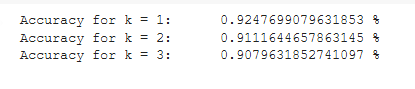 Accuracy for k = 1: 0.9247699079631853 %
Accuracy for k = 2: 0.9111644657863145 %
Accuracy for k = 3: 0.9079631852741097 %